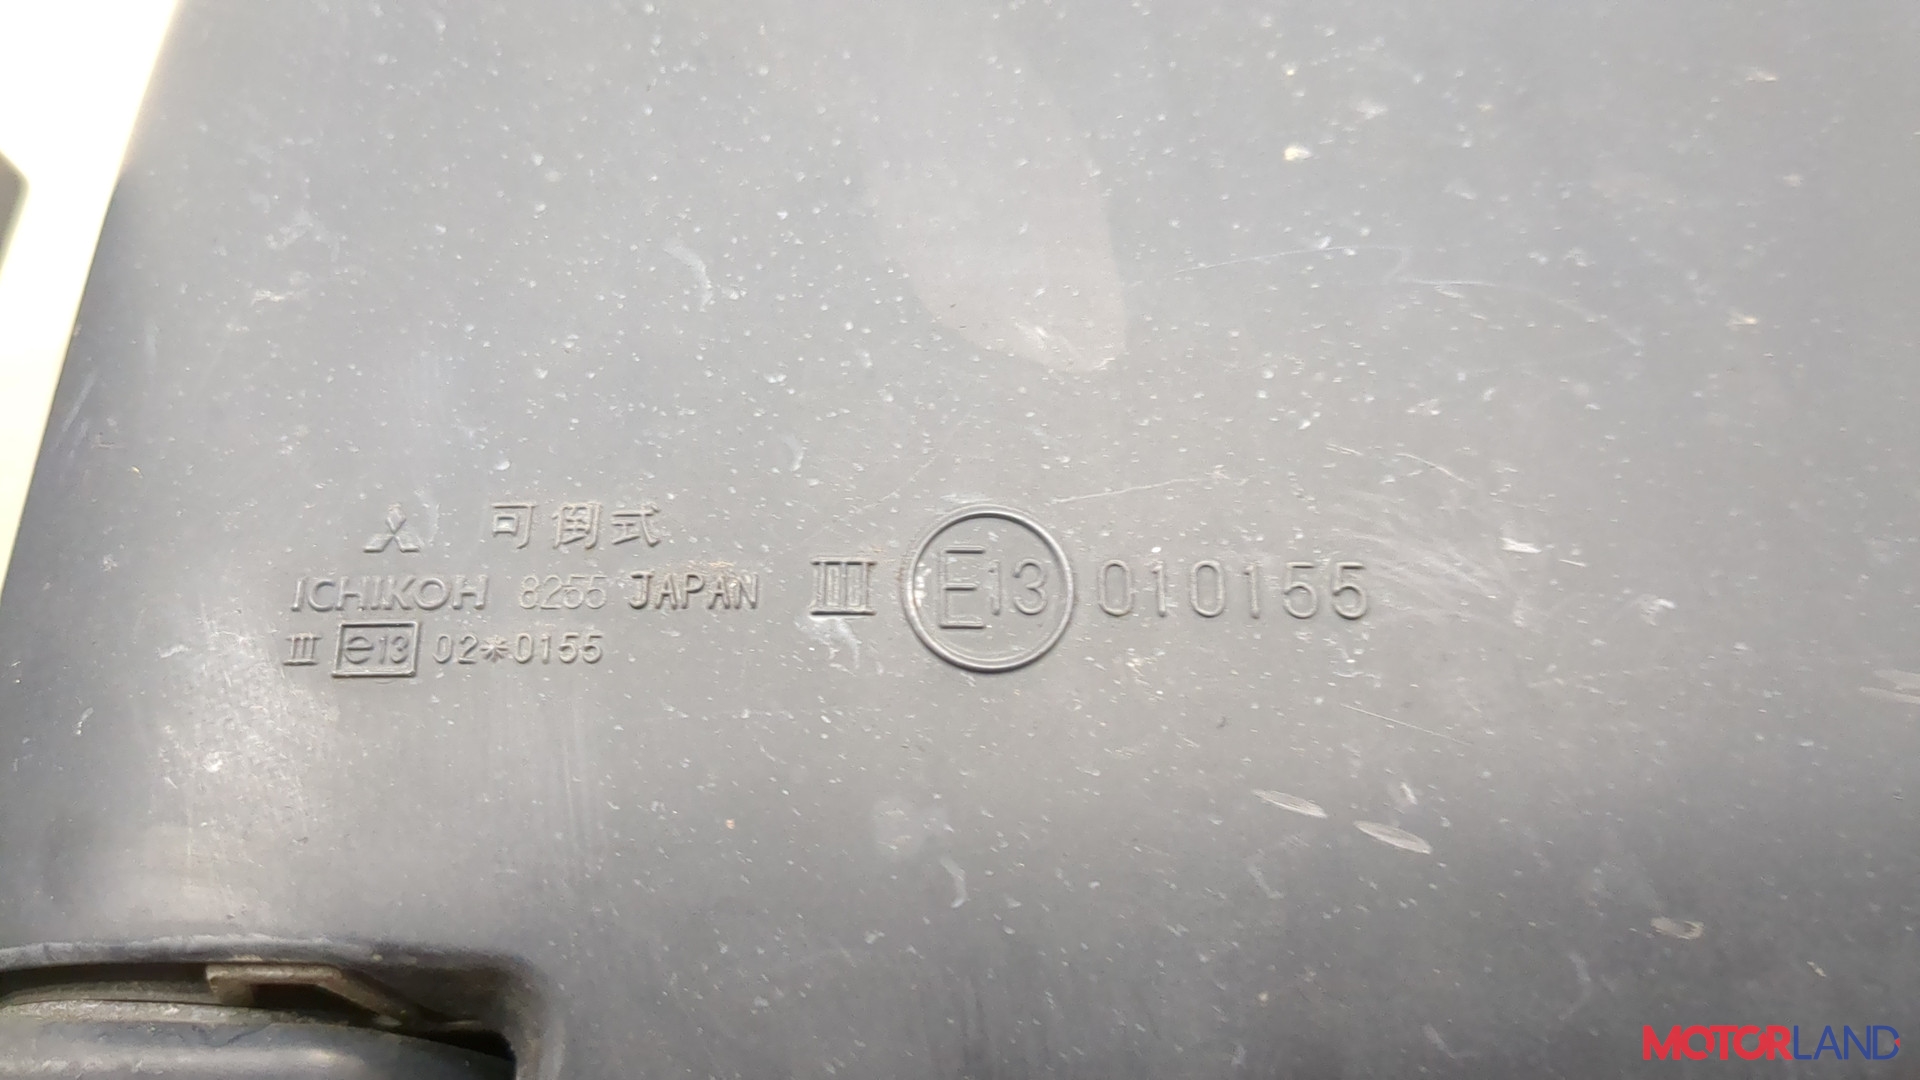 可倒式
ICHIKOH 8255 JAPAN
III e13 02*0155
III E13 010155
MOTORLAND